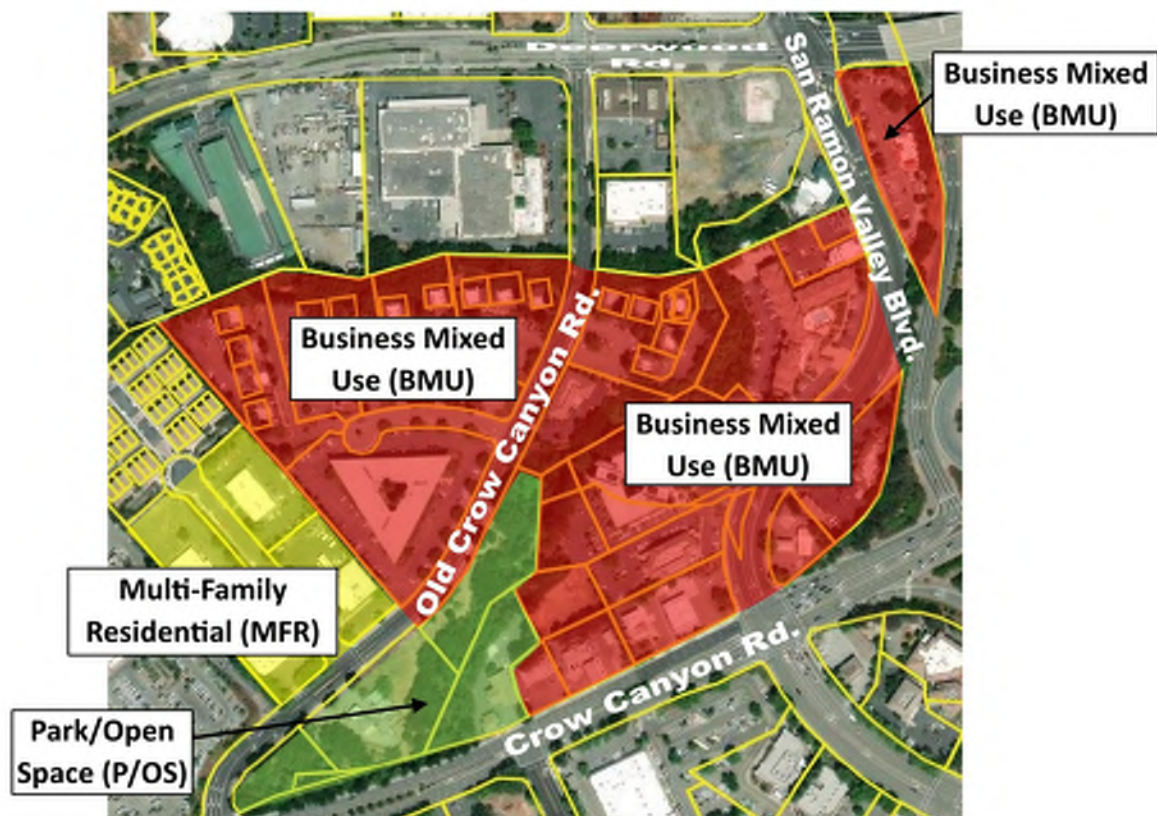 Deerwood
Rd.
San Ramon Valley Blvd.
Business Mixed
Use (BMU)
Business Mixed
Use (BMU)
Old Crow Canyon Rd.
Business Mixed
Use (BMU)
Multi-Family
Residential (MFR)
Park/Open
Space (P/OS)
Crow Canyon Rd.